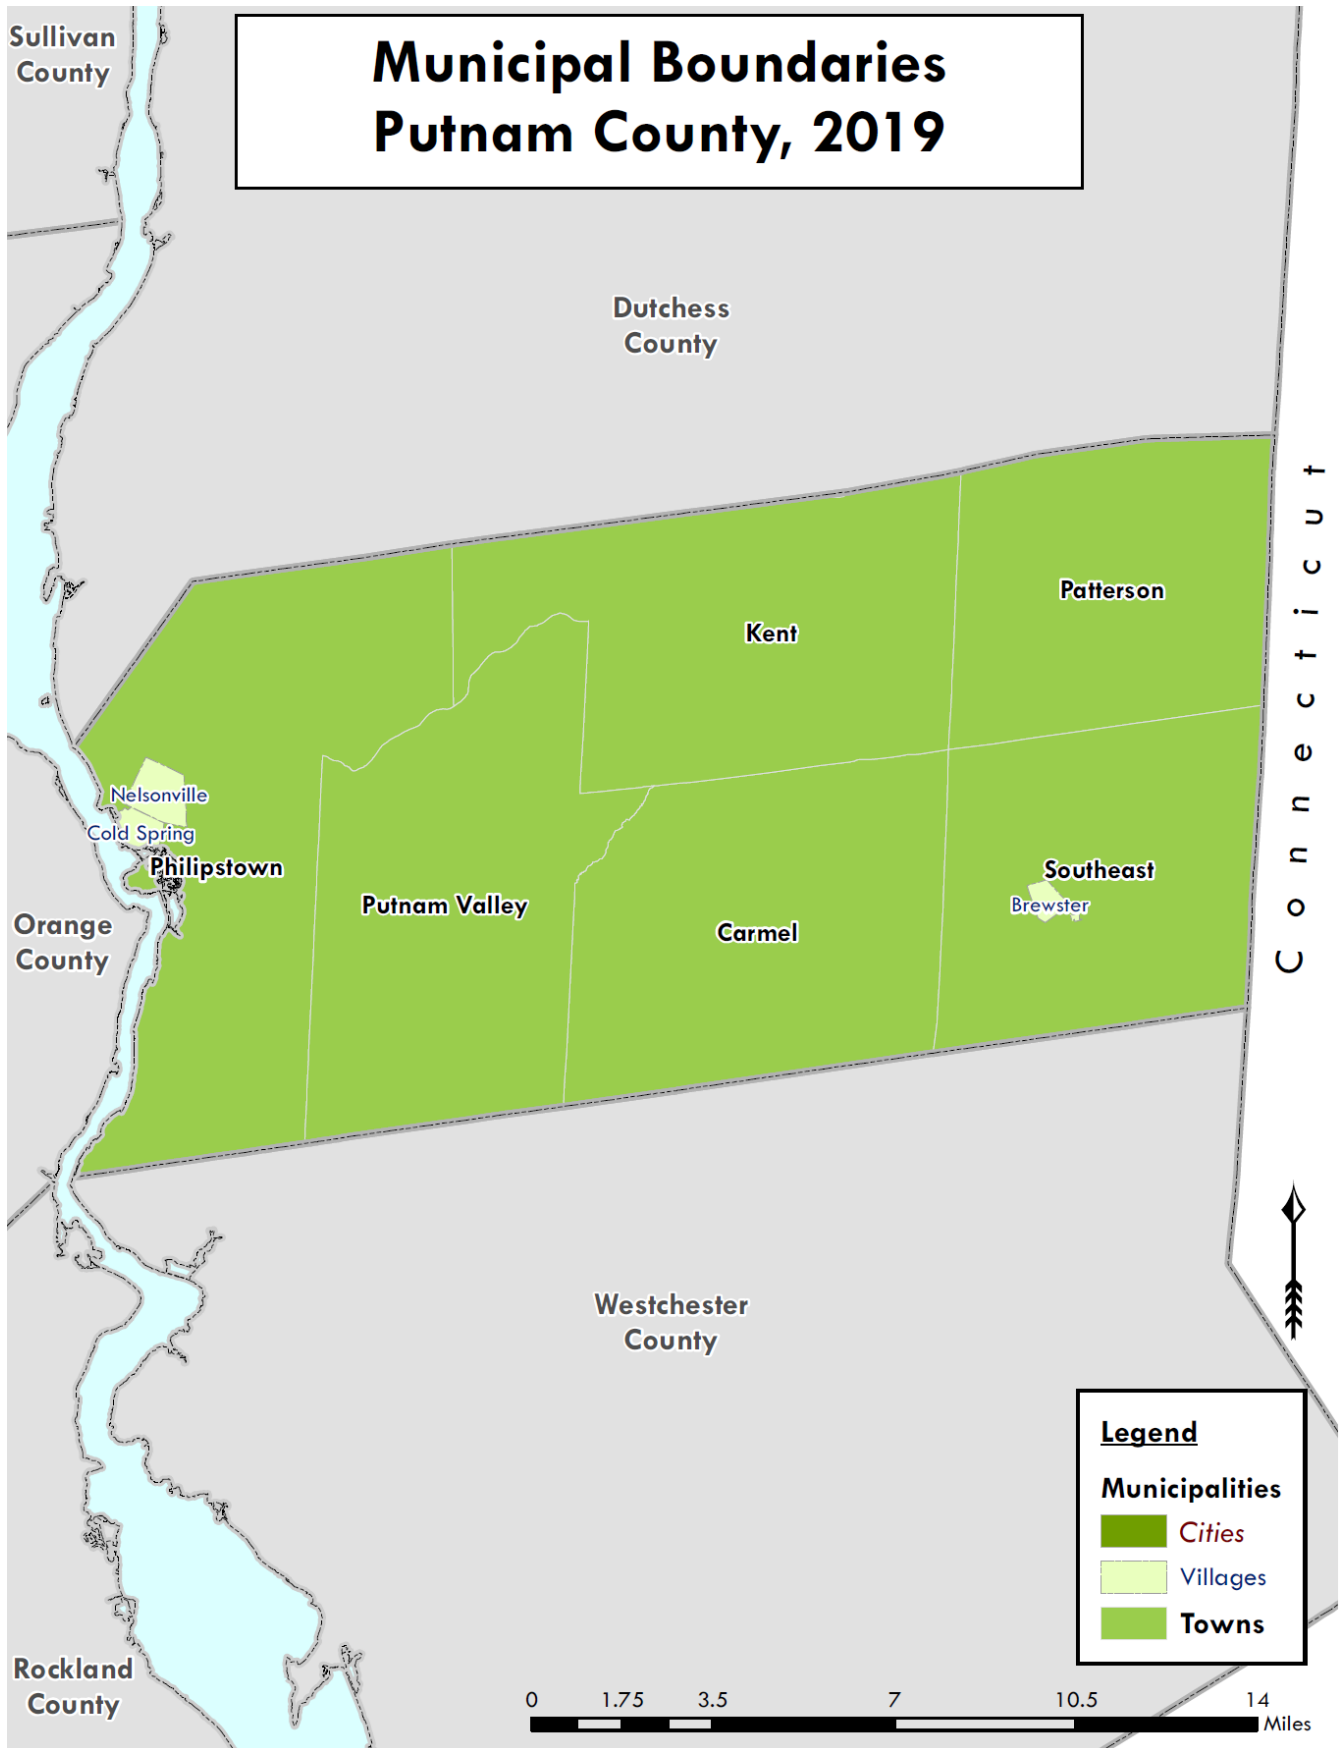 Sullivan
County
Municipal Boundaries
Putnam County, 2019
Dutchess
County
Connecticut
Patterson
Kent
Nelsonville
Cold Spring
Philipstown
Southeast
Putnam Valley
Brewster
Carmel
Orange
County
Westchester
County
Legend
Municipalities
Cities
Villages
Towns
Rockland
County
0 1.75 3.5 7 10.5 14
Miles